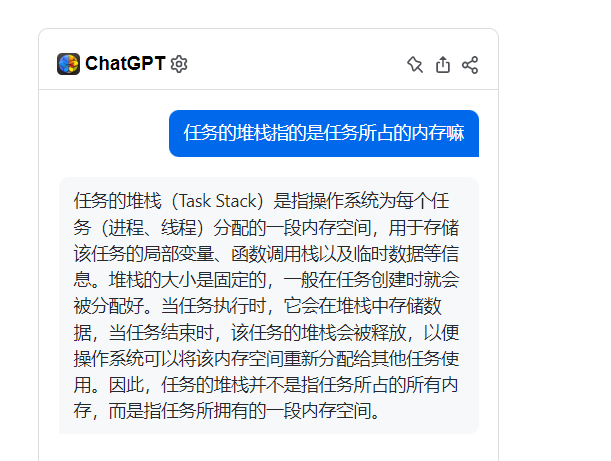 ChatGPT
任务的堆栈指的是任务所占的内存嘛
任务的堆栈（Task Stack）是指操作系统为每个任
务（进程、线程）分配的一段内存空间，用于存储
该任务的局部变量、函数调用栈以及临时数据等信
息。堆栈的大小是固定的，一般在任务创建时就会
被分配好。当任务执行时，它会在堆栈中存储数
据，当任务结束时，该任务的堆栈会被释放，以便
操作系统可以将该内存空间重新分配给其他任务使
用。因此，任务的堆栈并不是指任务所占的所有内
存，而是指任务所拥有的一段内存空间。